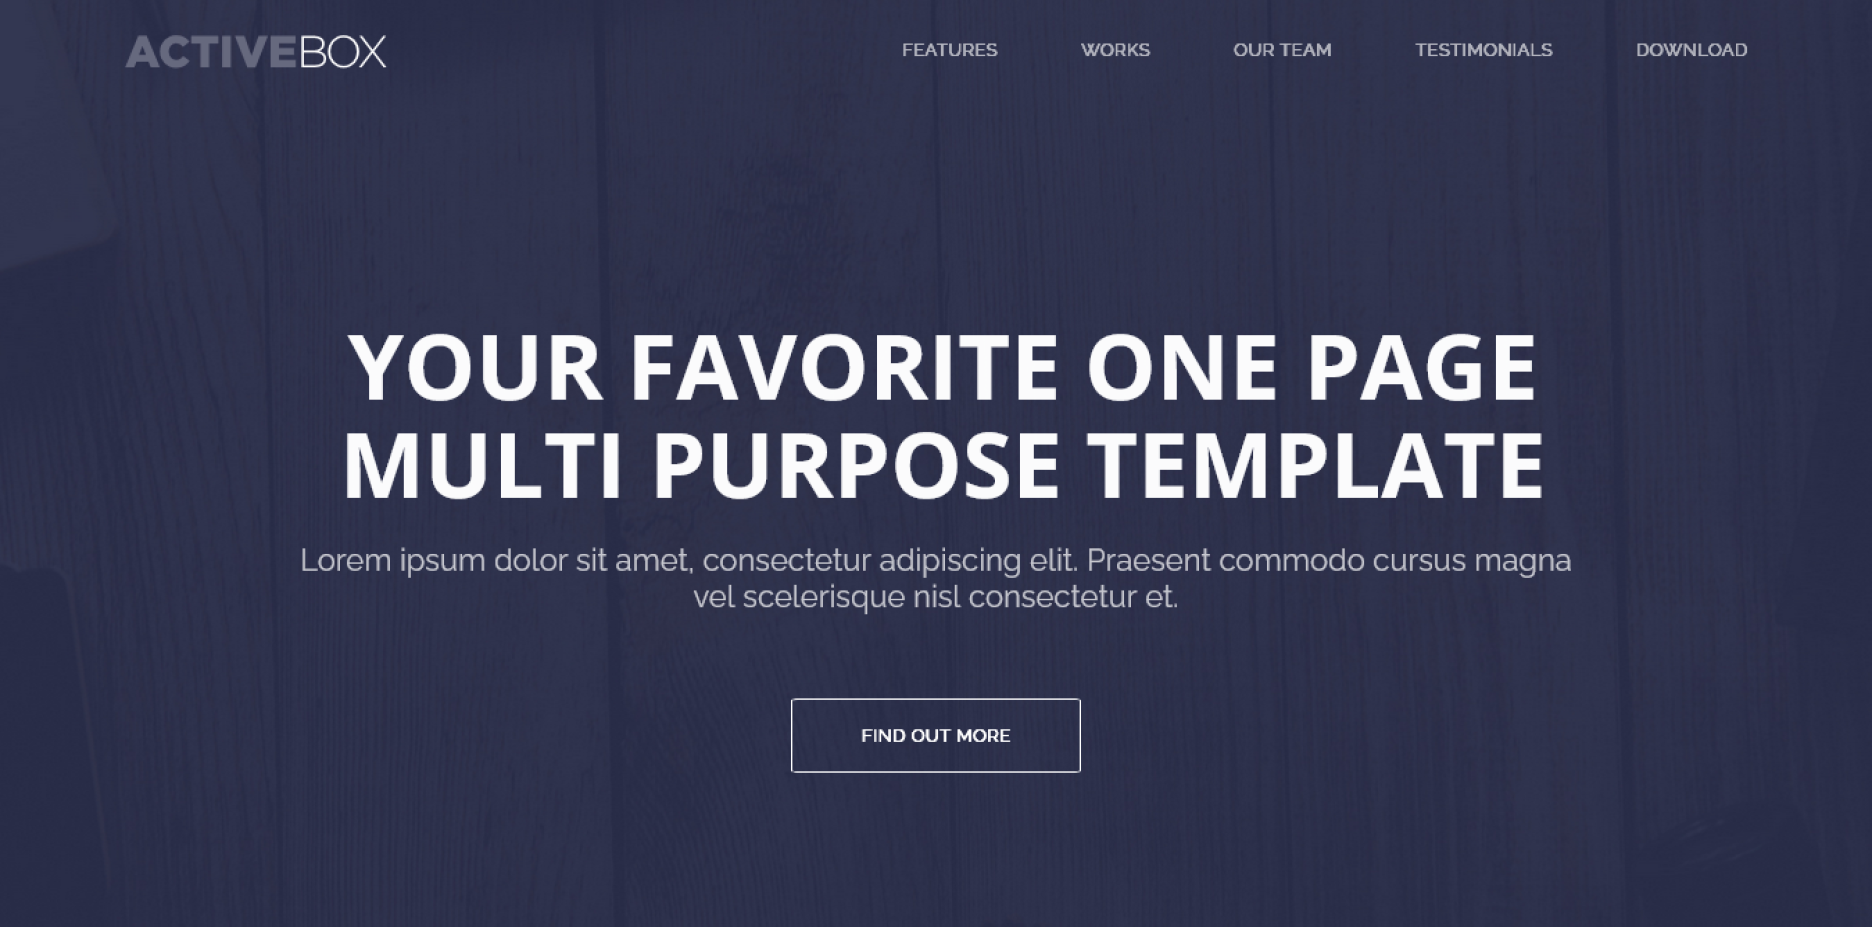 ACTIVEBOX
FEATURES WORKS OUR TEAM TESTIMONIALS DOWNLOAD
YOUR FAVORITE ONE PAGE
MULTI PURPOSE TEMPLATE
Lorem ipsum dolor sit amet, consectetur adipiscing elit. Praesent commodo cursus magna
vel scelerisque nisl consectetur et.
FIND OUT MORE